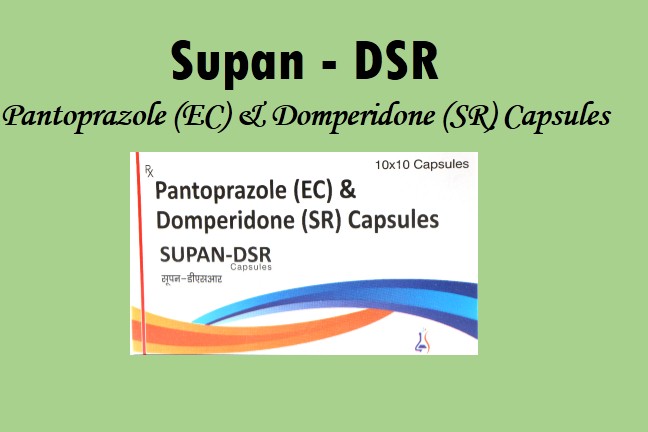 Supan - DSR
Pantoprazole (EC) & Domperidone (SR) Capsules
10x10 Capsules
Rx
Pantoprazole (EC) &
Domperidone (SR) Capsules
SUPAN-DSR
Capsules
सूपन-डीएसआर